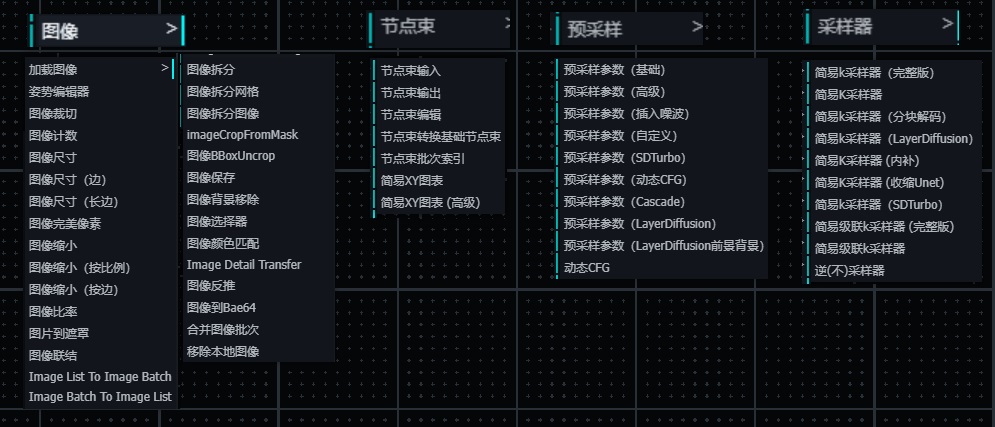 图像 >
加载图像 >
姿势编辑器
图像裁切
图像计数
图像尺寸
图像尺寸（边）
图像尺寸（长边）
图像完美像素
图像缩小
图像缩小（按比例）
图像缩小（按边）
图像比率
图片到遮罩
图像联结
Image List To Image Batch
Image Batch To Image List
图像拆分
图像拆分网格
图像拆分图像
imageCropFromMask
图像BBoxUncrop
图像保存
图像背景移除
图像选择器
图像颜色匹配
Image Detail Transfer
图像反推
图像到Bae64
合并图像批次
移除本地图像
节点束 >
节点束输入
节点束输出
节点束编辑
节点束转换基础节点束
节点束批次索引
简易XY图表
简易XY图表 (高级)
预采样 >
预采样参数（基础）
预采样参数（高级）
预采样参数（插入噪波）
预采样参数（自定义）
预采样参数（SDTurbo）
预采样参数（动态CFG）
预采样参数（Cascade）
预采样参数（LayerDiffusion）
预采样参数（LayerDiffusion前景背景）
动态CFG
采样器 >
简易k采样器（完整版）
简易K采样器
简易k采样器（分块解码）
简易k采样器（LayerDiffusion）
简易K采样器 (内补）
简易K采样器 (收缩Unet）
简易k采样器（SDTurbo）
简易级联k采样器 (完整版）
简易级联k采样器
逆(不)采样器